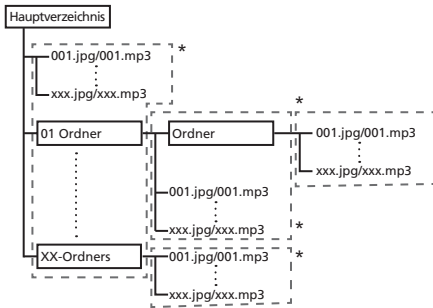 Hauptverzeichnis
001.jpg/001.mp3
*
xxx.jpg/xxx.mp3
*
01 Ordner
Ordner
001.jpg/001.mp3
xxx.jpg/xxx.mp3
001.jpg/001.mp3
xxx.jpg/xxx.mp3
*
XX-Ordners
001.jpg/001.mp3
*
xxx.jpg/xxx.mp3